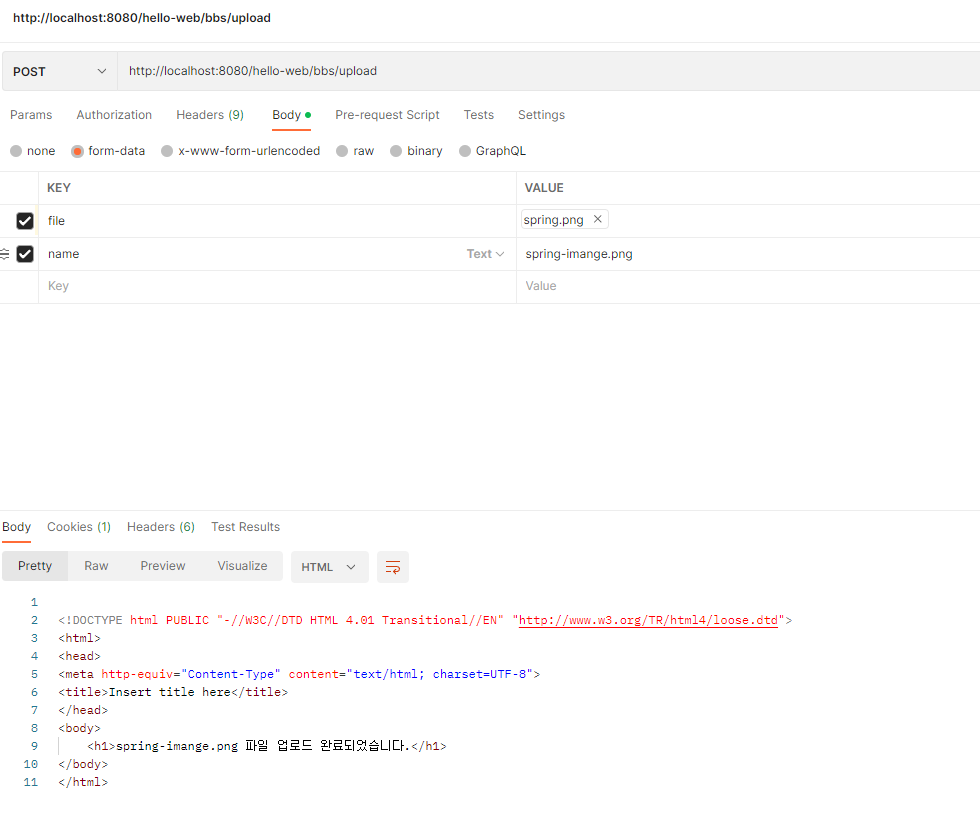 http://localhost:8080/hello-web/bbs/upload
POST http://localhost:8080/hello-web/bbs/upload
Params Authorization Headers (9) Body Pre-request Script Tests Settings
none form-data x-www-form-urlencoded raw binary GraphQL
KEY VALUE
file spring.png
name Text spring-imange.png
Key Value
Body Cookies (1) Headers (6) Test Results
Pretty Raw Preview Visualize HTML
1
2 <!DOCTYPE html PUBLIC "-//W3C//DTD HTML 4.01 Transitional//EN" "http://www.w3.org/TR/html4/loose.dtd">
3 <html>
4 <head>
5 <meta http-equiv="Content-Type" content="text/html; charset=UTF-8">
6 <title>Insert title here</title>
7 </head>
8 <body>
9 <h1>spring-imange.png 파일 업로드 완료되었습니다.</h1>
10 </body>
11 </html>